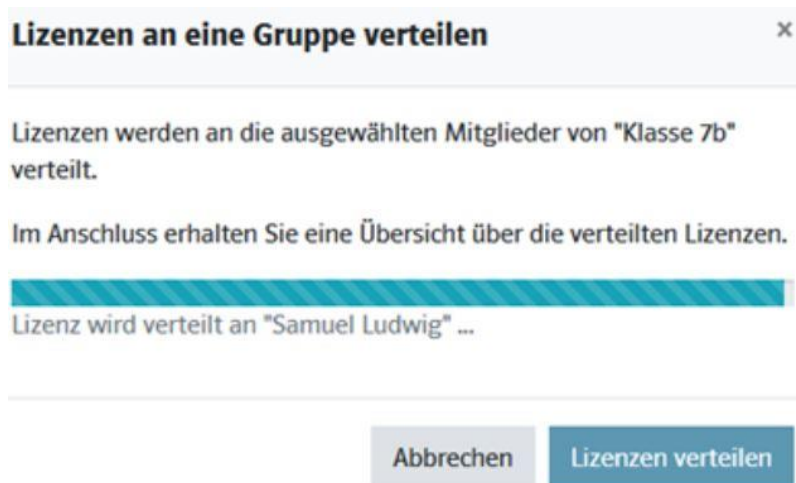 Lizenzen an eine Gruppe verteilen ×
Lizenzen werden an die ausgewählten Mitglieder von "Klasse 7b"
verteilt.
Im Anschluss erhalten Sie eine Übersicht über die verteilten Lizenzen.
Lizenz wird verteilt an "Samuel Ludwig" ...
Abbrechen Lizenzen verteilen